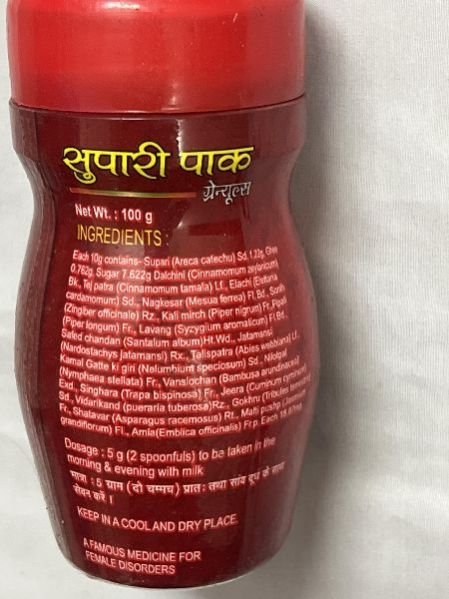 सुपारी पाक
ग्रेन्यूल्स
Net Wt. : 100 g
INGREDIENTS :
Each 10g contains- Supari (Areca catechu) Sd. 1.22g, Ghee
0.762g, Sugar 7.622g Dalchini (Cinnamomum zeylanicum)
Bk., Tej patra (Cinnamomum tamala) Lf., Elachi (Elettaria
cardamomum) Sd., Nagkesar (Mesua ferrea) Fl.Bd., Sonth
(Zingiber officinale) Rz., Kali mirch (Piper nigrum) Fr., Pipali
(Piper longum) Fr., Lavang (Syzygium aromaticum) Fl.Bd.,
Safed chandan (Santalum album)Ht.Wd., Jatamansi
(Nardostachys jatamansi) Rx., Talispatra (Abies webbiana) Lf.,
Kamal Gatte ki giri (Nelumbium speciosum) Sd., Nilotpal
(Nymphaea stellata) Fr., Vanslochan (Bambusa arundinacea)
Exd., Singhara (Trapa bispinosa) Fr., Jeera (Cuminum cyminum)
Sd., Vidarikand (pueraria tuberosa)Rz., Gokhru (Tribulus terrestris)
Fr., Shatavar (Asparagus racemosus) Rt., Malti pushp (Jasminum
grandiflorum) Fl., Amla(Emblica officinalis) Fr.p. Each
Dosage : 5 g (2 spoonfuls) to be taken in the
morning & evening with milk
मात्रा : 5 ग्राम (दो चम्मच) प्रातः तथा सांय दूध के साथ
सेवन करें ।
KEEP IN A COOL AND DRY PLACE.
A FAMOUS MEDICINE FOR
FEMALE DISORDERS